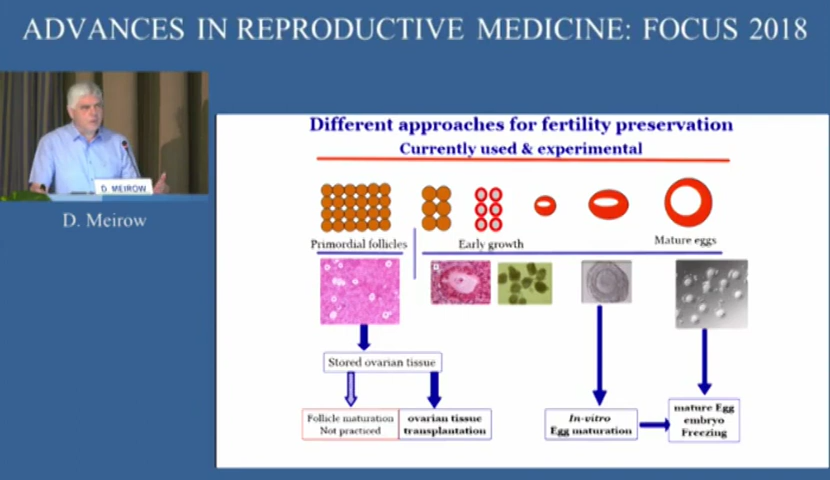 ADVANCES IN REPRODUCTIVE MEDICINE: FOCUS 2018
D. MEIROW
D. Meirow
Different approaches for fertility preservation
Currently used & experimental
Primordial follicles
Early growth
Mature eggs
Stored ovarian tissue
Follicle maturation
Not practiced
ovarian tissue
transplantation
In-vitro
Egg maturation
mature Egg
embryo
Freezing